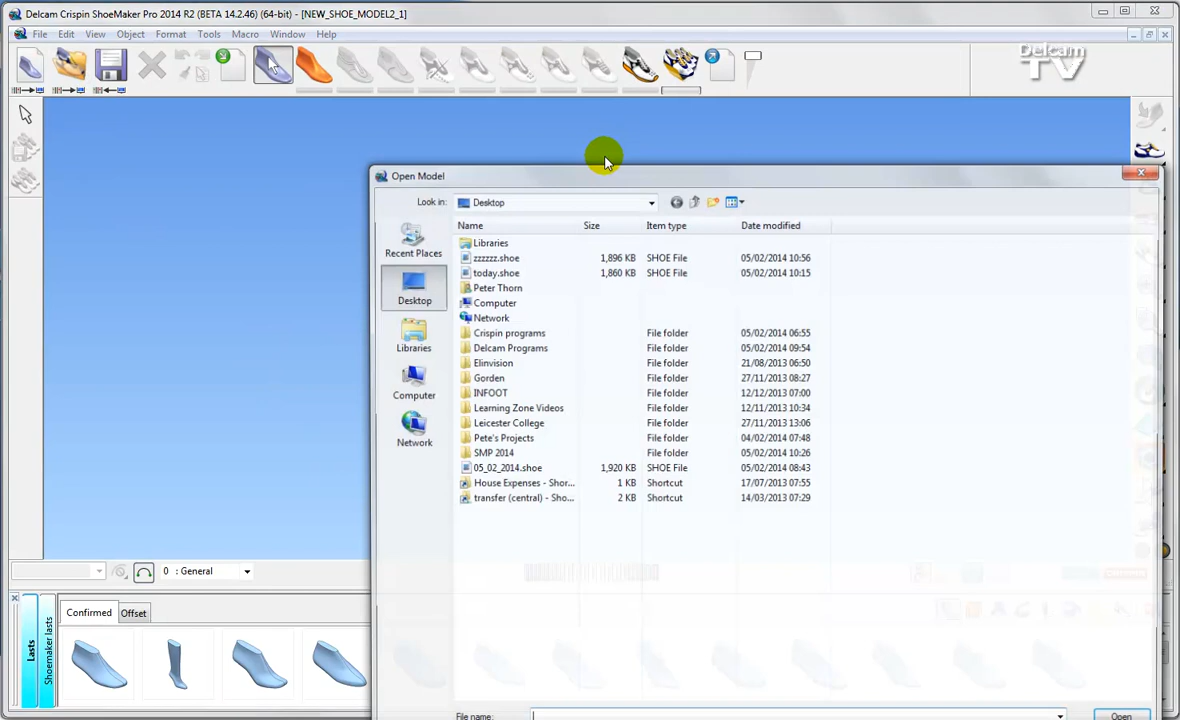 Delcam Crispin ShoeMaker Pro 2014 R2 (BETA 14.2.46) (64-bit) - [NEW_SHOE_MODEL2_1]
File Edit View Object Format Tools Macro Window Help
Delcam
TV
Open Model
Look in: Desktop
Name Size Item type Date modified
Recent Places
Desktop
Libraries
Computer
Network
Libraries
zzzzzz.shoe 1,896 KB SHOE File 05/02/2014 10:56
today.shoe 1,860 KB SHOE File 05/02/2014 10:15
Peter Thorn
Computer
Network
Crispin programs File folder 05/02/2014 06:55
Delcam Programs File folder 05/02/2014 09:54
Elinvision File folder 21/08/2013 06:50
Gorden File folder 27/11/2013 08:27
INFOOT File folder 12/12/2013 07:00
Learning Zone Videos File folder 12/11/2013 10:34
Leicester College File folder 27/11/2013 13:06
Pete's Projects File folder 04/02/2014 07:48
SMP 2014 File folder 05/02/2014 10:26
05_02_2014.shoe 1,920 KB SHOE File 05/02/2014 08:43
House Expenses - Shor... 1 KB Shortcut 17/07/2013 07:55
transfer (central) - Sho... 2 KB Shortcut 14/03/2013 07:29
0 : General
Confirmed Offset
Lasts
Shoemaker lasts
File name: Open